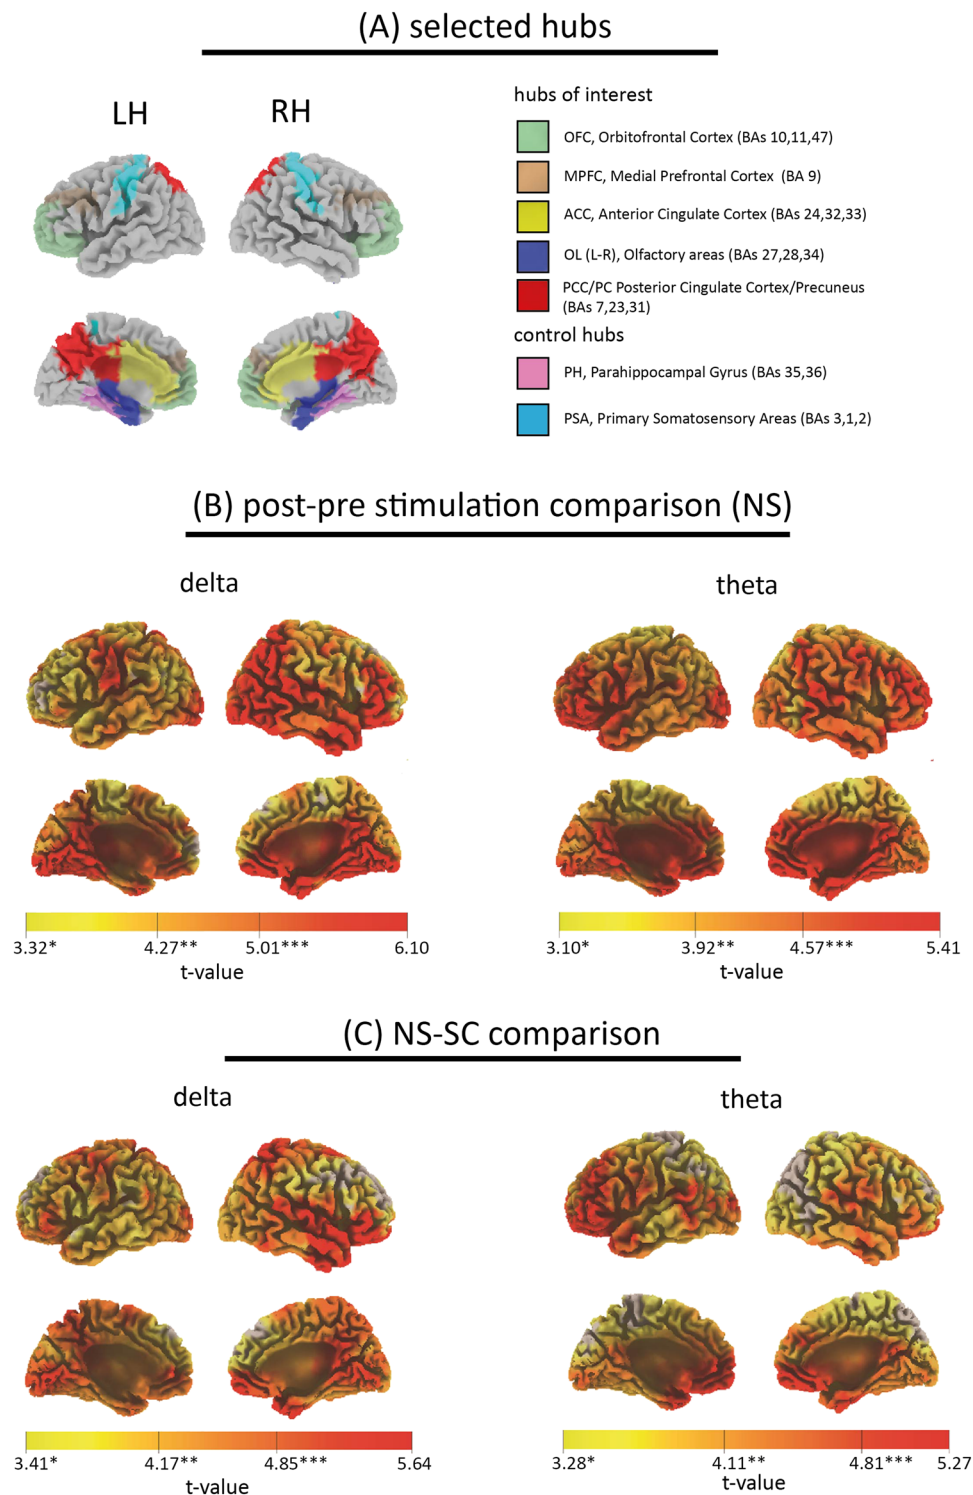 (A) selected hubs
LH
RH
hubs of interest
OFC, Orbitofrontal Cortex (BAs 10,11,47)
MPFC, Medial Prefrontal Cortex (BA 9)
ACC, Anterior Cingulate Cortex (BAs 24,32,33)
OL (L-R), Olfactory areas (BAs 27,28,34)
PCC/PC Posterior Cingulate Cortex/Precuneus
(BAs 7,23,31)
control hubs
PH, Parahippocampal Gyrus (BAs 35,36)
PSA, Primary Somatosensory Areas (BAs 3,1,2)
(B) post-pre stimulation comparison (NS)
delta
theta
3.32* 4.27** 5.01*** 6.10
t-value
3.10* 3.92** 4.57*** 5.41
t-value
(C) NS-SC comparison
delta
theta
3.41* 4.17** 4.85*** 5.64
t-value
3.28* 4.11** 4.81*** 5.27
t-value